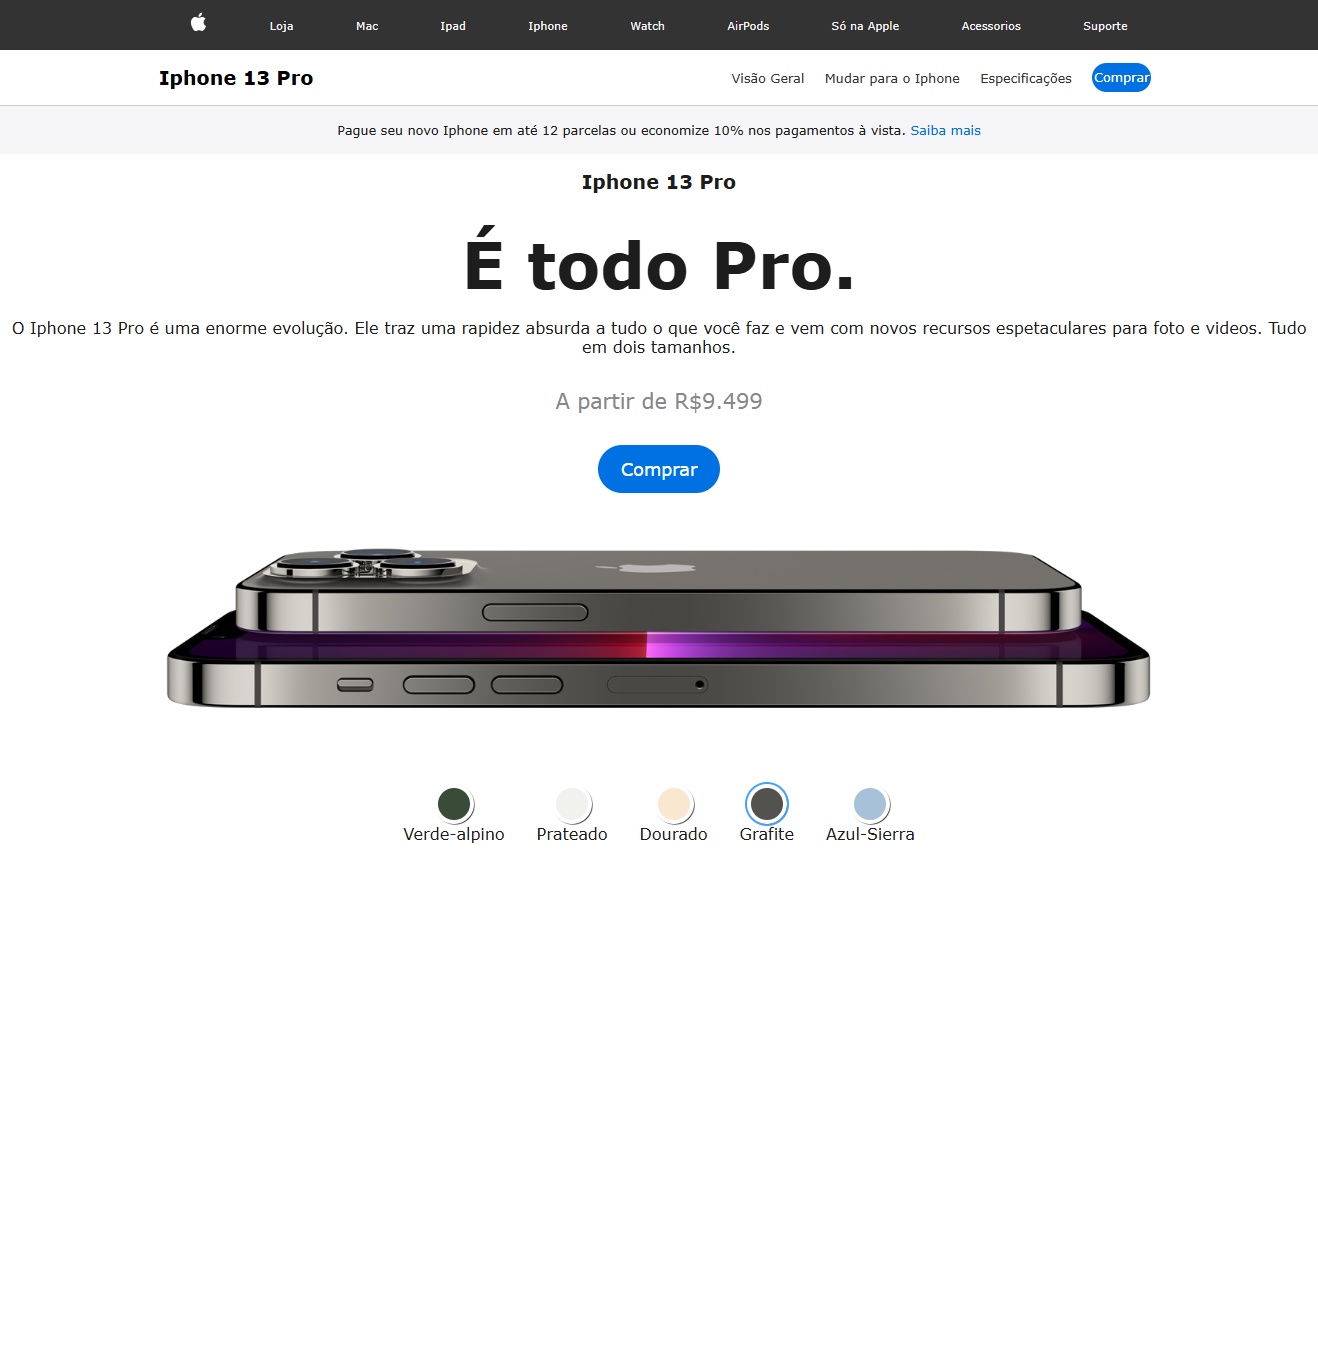 Loja Mac Ipad Iphone Watch AirPods Só na Apple Acessorios Suporte
Iphone 13 Pro Visão Geral Mudar para o Iphone Especificações Comprar
Pague seu novo Iphone em até 12 parcelas ou economize 10% nos pagamentos à vista. Saiba mais
Iphone 13 Pro
É todo Pro.
O Iphone 13 Pro é uma enorme evolução. Ele traz uma rapidez absurda a tudo o que você faz e vem com novos recursos espetaculares para foto e videos. Tudo
em dois tamanhos.
A partir de R$9.499
Comprar
Verde-alpino Prateado Dourado Grafite Azul-Sierra